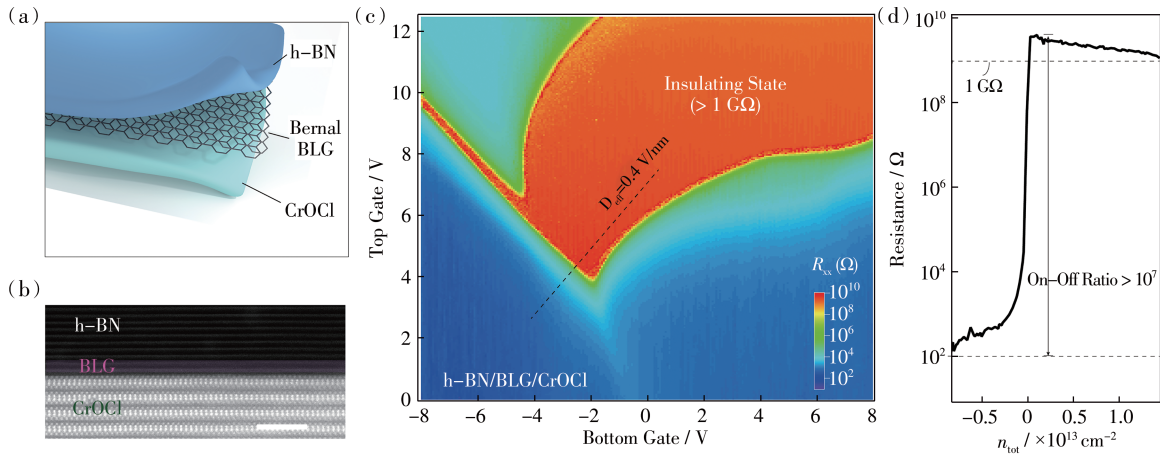 (a)
h-BN
Bernal
BLG
CrOCl
(b)
h-BN
BLG
CrOCl
(c)
Top Gate / V
12
10
8
6
4
2
0
Insulating State
(> 1 GΩ)
D_eff=0.4 V/nm
R_xx (Ω)
10^10
10^8
10^6
10^4
10^2
h-BN/BLG/CrOCl
−8 −6 −4 −2 0 2 4 6 8
Bottom Gate / V
(d)
Resistance / Ω
10^10
10^8
10^6
10^4
10^2
1 GΩ
On-Off Ratio > 10^7
−0.5 0 0.5 1.0
n_tot / ×10^13 cm^−2